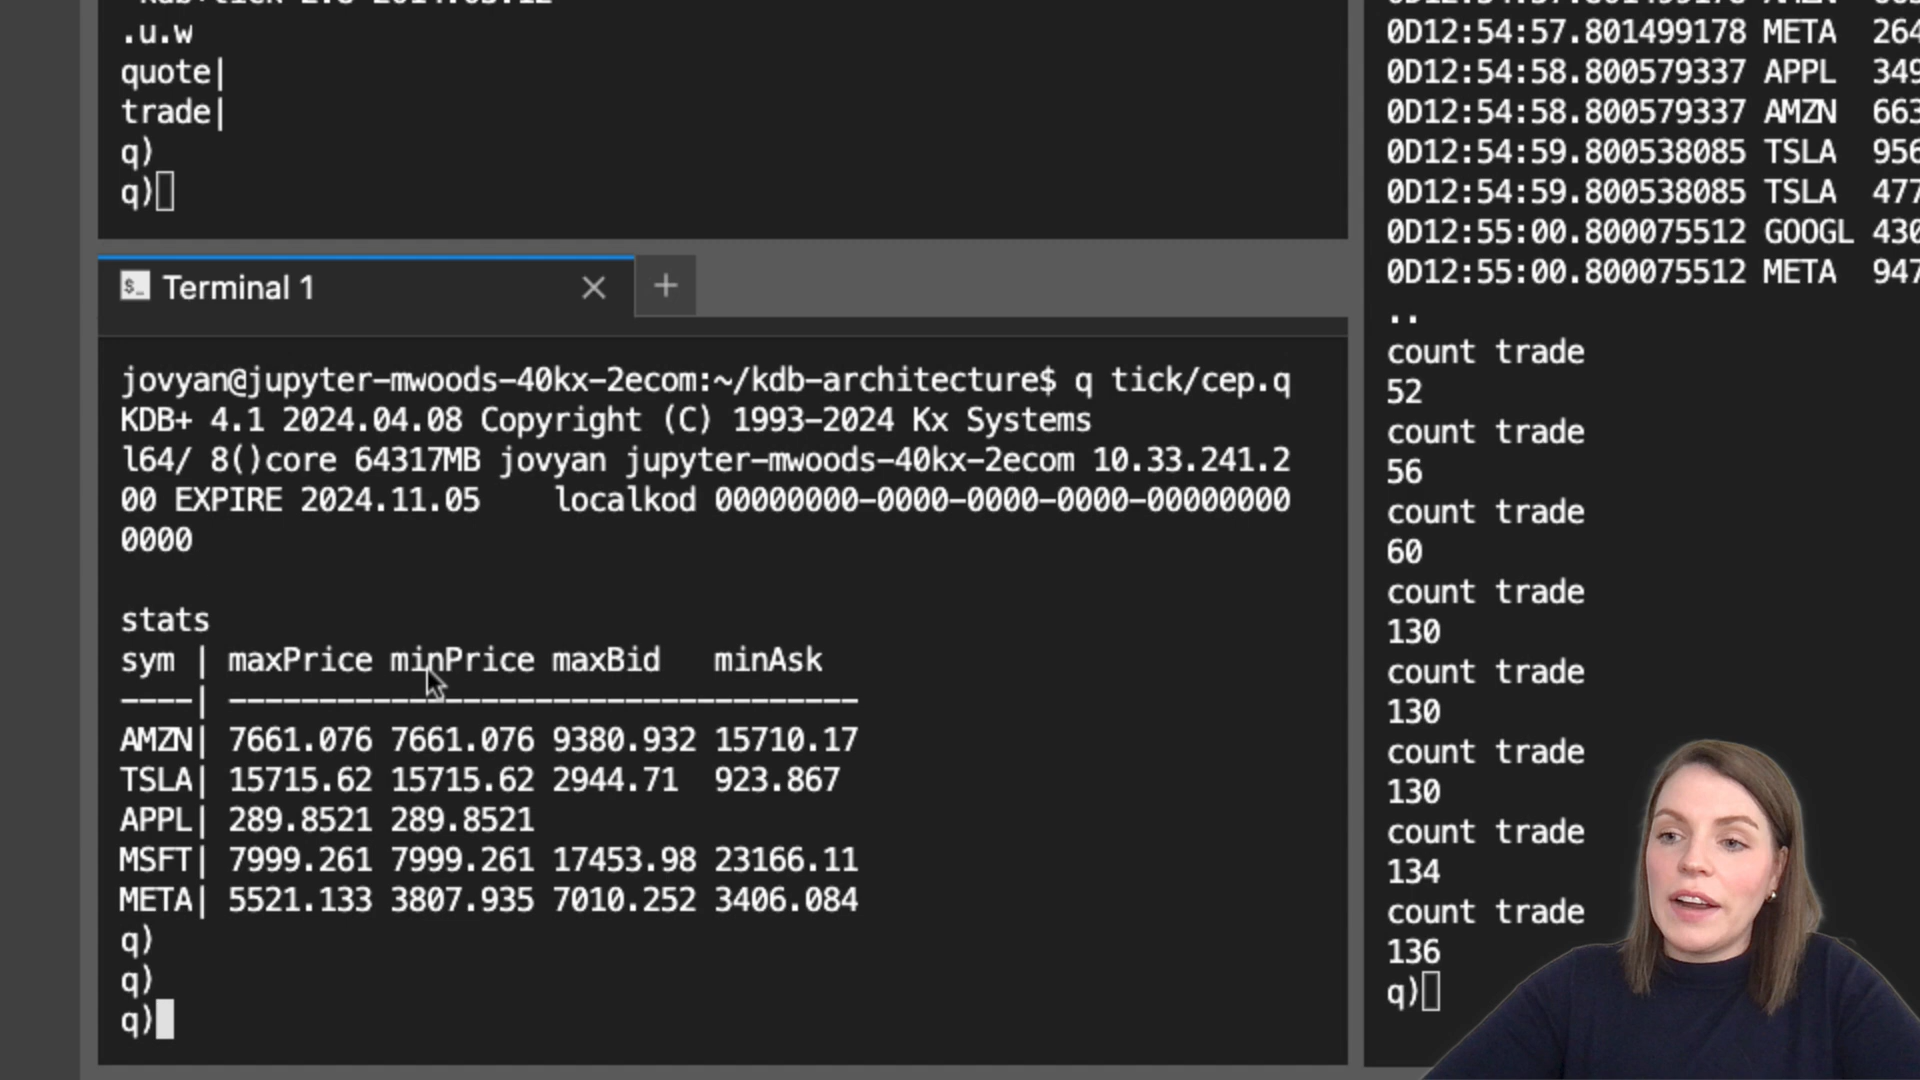 .u.w
quote|
trade|
q)
q)
Terminal 1
jovyan@jupyter-mwoods-40kx-2ecom:~/kdb-architecture$ q tick/cep.q
KDB+ 4.1 2024.04.08 Copyright (C) 1993-2024 Kx Systems
l64/ 8()core 64317MB jovyan jupyter-mwoods-40kx-2ecom 10.33.241.2
00 EXPIRE 2024.11.05    localkod 00000000-0000-0000-0000-00000000
0000
stats
sym | maxPrice minPrice maxBid   minAsk
----| -----------------------------------
AMZN| 7661.076 7661.076 9380.932 15710.17
TSLA| 15715.62 15715.62 2944.71  923.867
APPL| 289.8521 289.8521
MSFT| 7999.261 7999.261 17453.98 23166.11
META| 5521.133 3807.935 7010.252 3406.084
q)
q)
q)
0D12:54:57.801499178 META  264
0D12:54:58.800579337 APPL  349
0D12:54:58.800579337 AMZN  663
0D12:54:59.800538085 TSLA  956
0D12:54:59.800538085 TSLA  477
0D12:55:00.800075512 GOOGL 430
0D12:55:00.800075512 META  947
..
count trade
52
count trade
56
count trade
60
count trade
130
count trade
130
count trade
130
count trade
134
count trade
136
q)